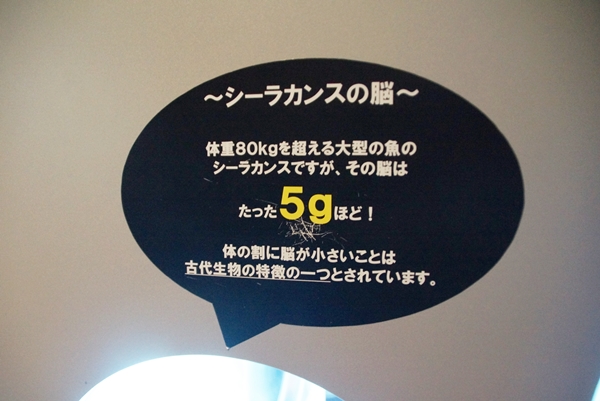 ～シーラカンスの脳～
体重80kgを超える大型の魚の
シーラカンスですが、その脳は
たった5gほど！
体の割に脳が小さいことは
古代生物の特徴の一つとされています。